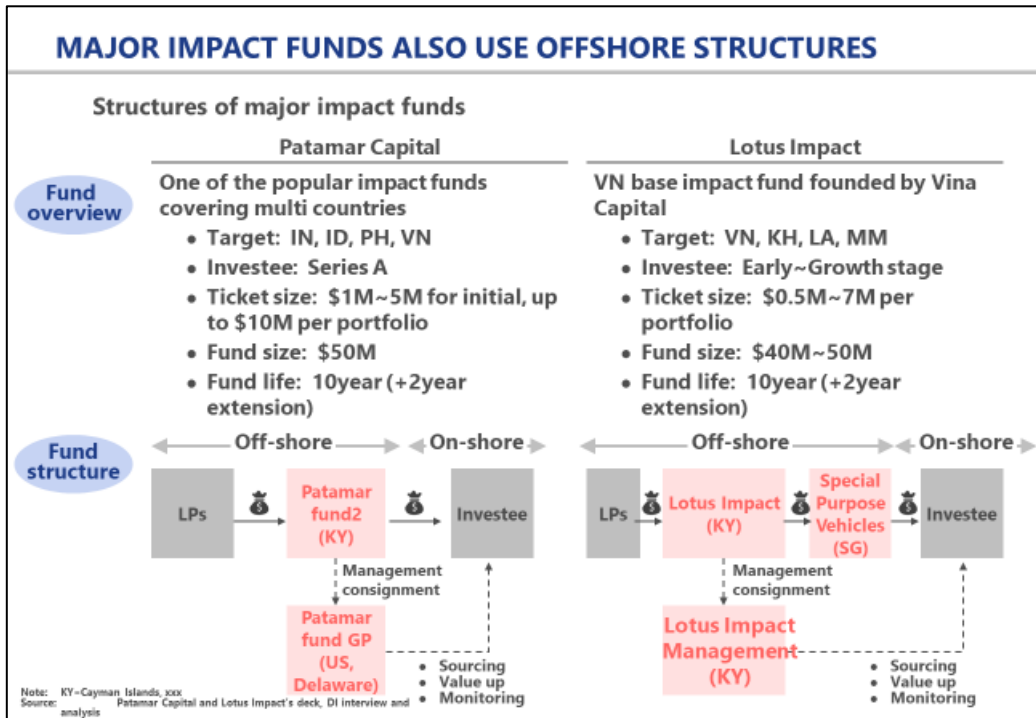 MAJOR IMPACT FUNDS ALSO USE OFFSHORE STRUCTURES
Structures of major impact funds
Patamar Capital
Lotus Impact
Fund
overview
One of the popular impact funds
covering multi countries
• Target: IN, ID, PH, VN
• Investee: Series A
• Ticket size: $1M~5M for initial, up
to $10M per portfolio
• Fund size: $50M
• Fund life: 10year (+2year
extension)
VN base impact fund founded by Vina
Capital
• Target: VN, KH, LA, MM
• Investee: Early~Growth stage
• Ticket size: $0.5M~7M per
portfolio
• Fund size: $40M~50M
• Fund life: 10year (+2year
extension)
Fund
structure
Off-shore
On-shore
LPs
$
Patamar
fund2
(KY)
$
Investee
Management
consignment
Patamar
fund GP
(US,
Delaware)
• Sourcing
• Value up
• Monitoring
Off-shore
On-shore
LPs
$
Lotus Impact
(KY)
$
Special
Purpose
Vehicles
(SG)
$
Investee
Management
consignment
Lotus Impact
Management
(KY)
• Sourcing
• Value up
• Monitoring
Note: KY–Cayman Islands, xxx
Source: Patamar Capital and Lotus Impact's deck, DI interview and
analysis